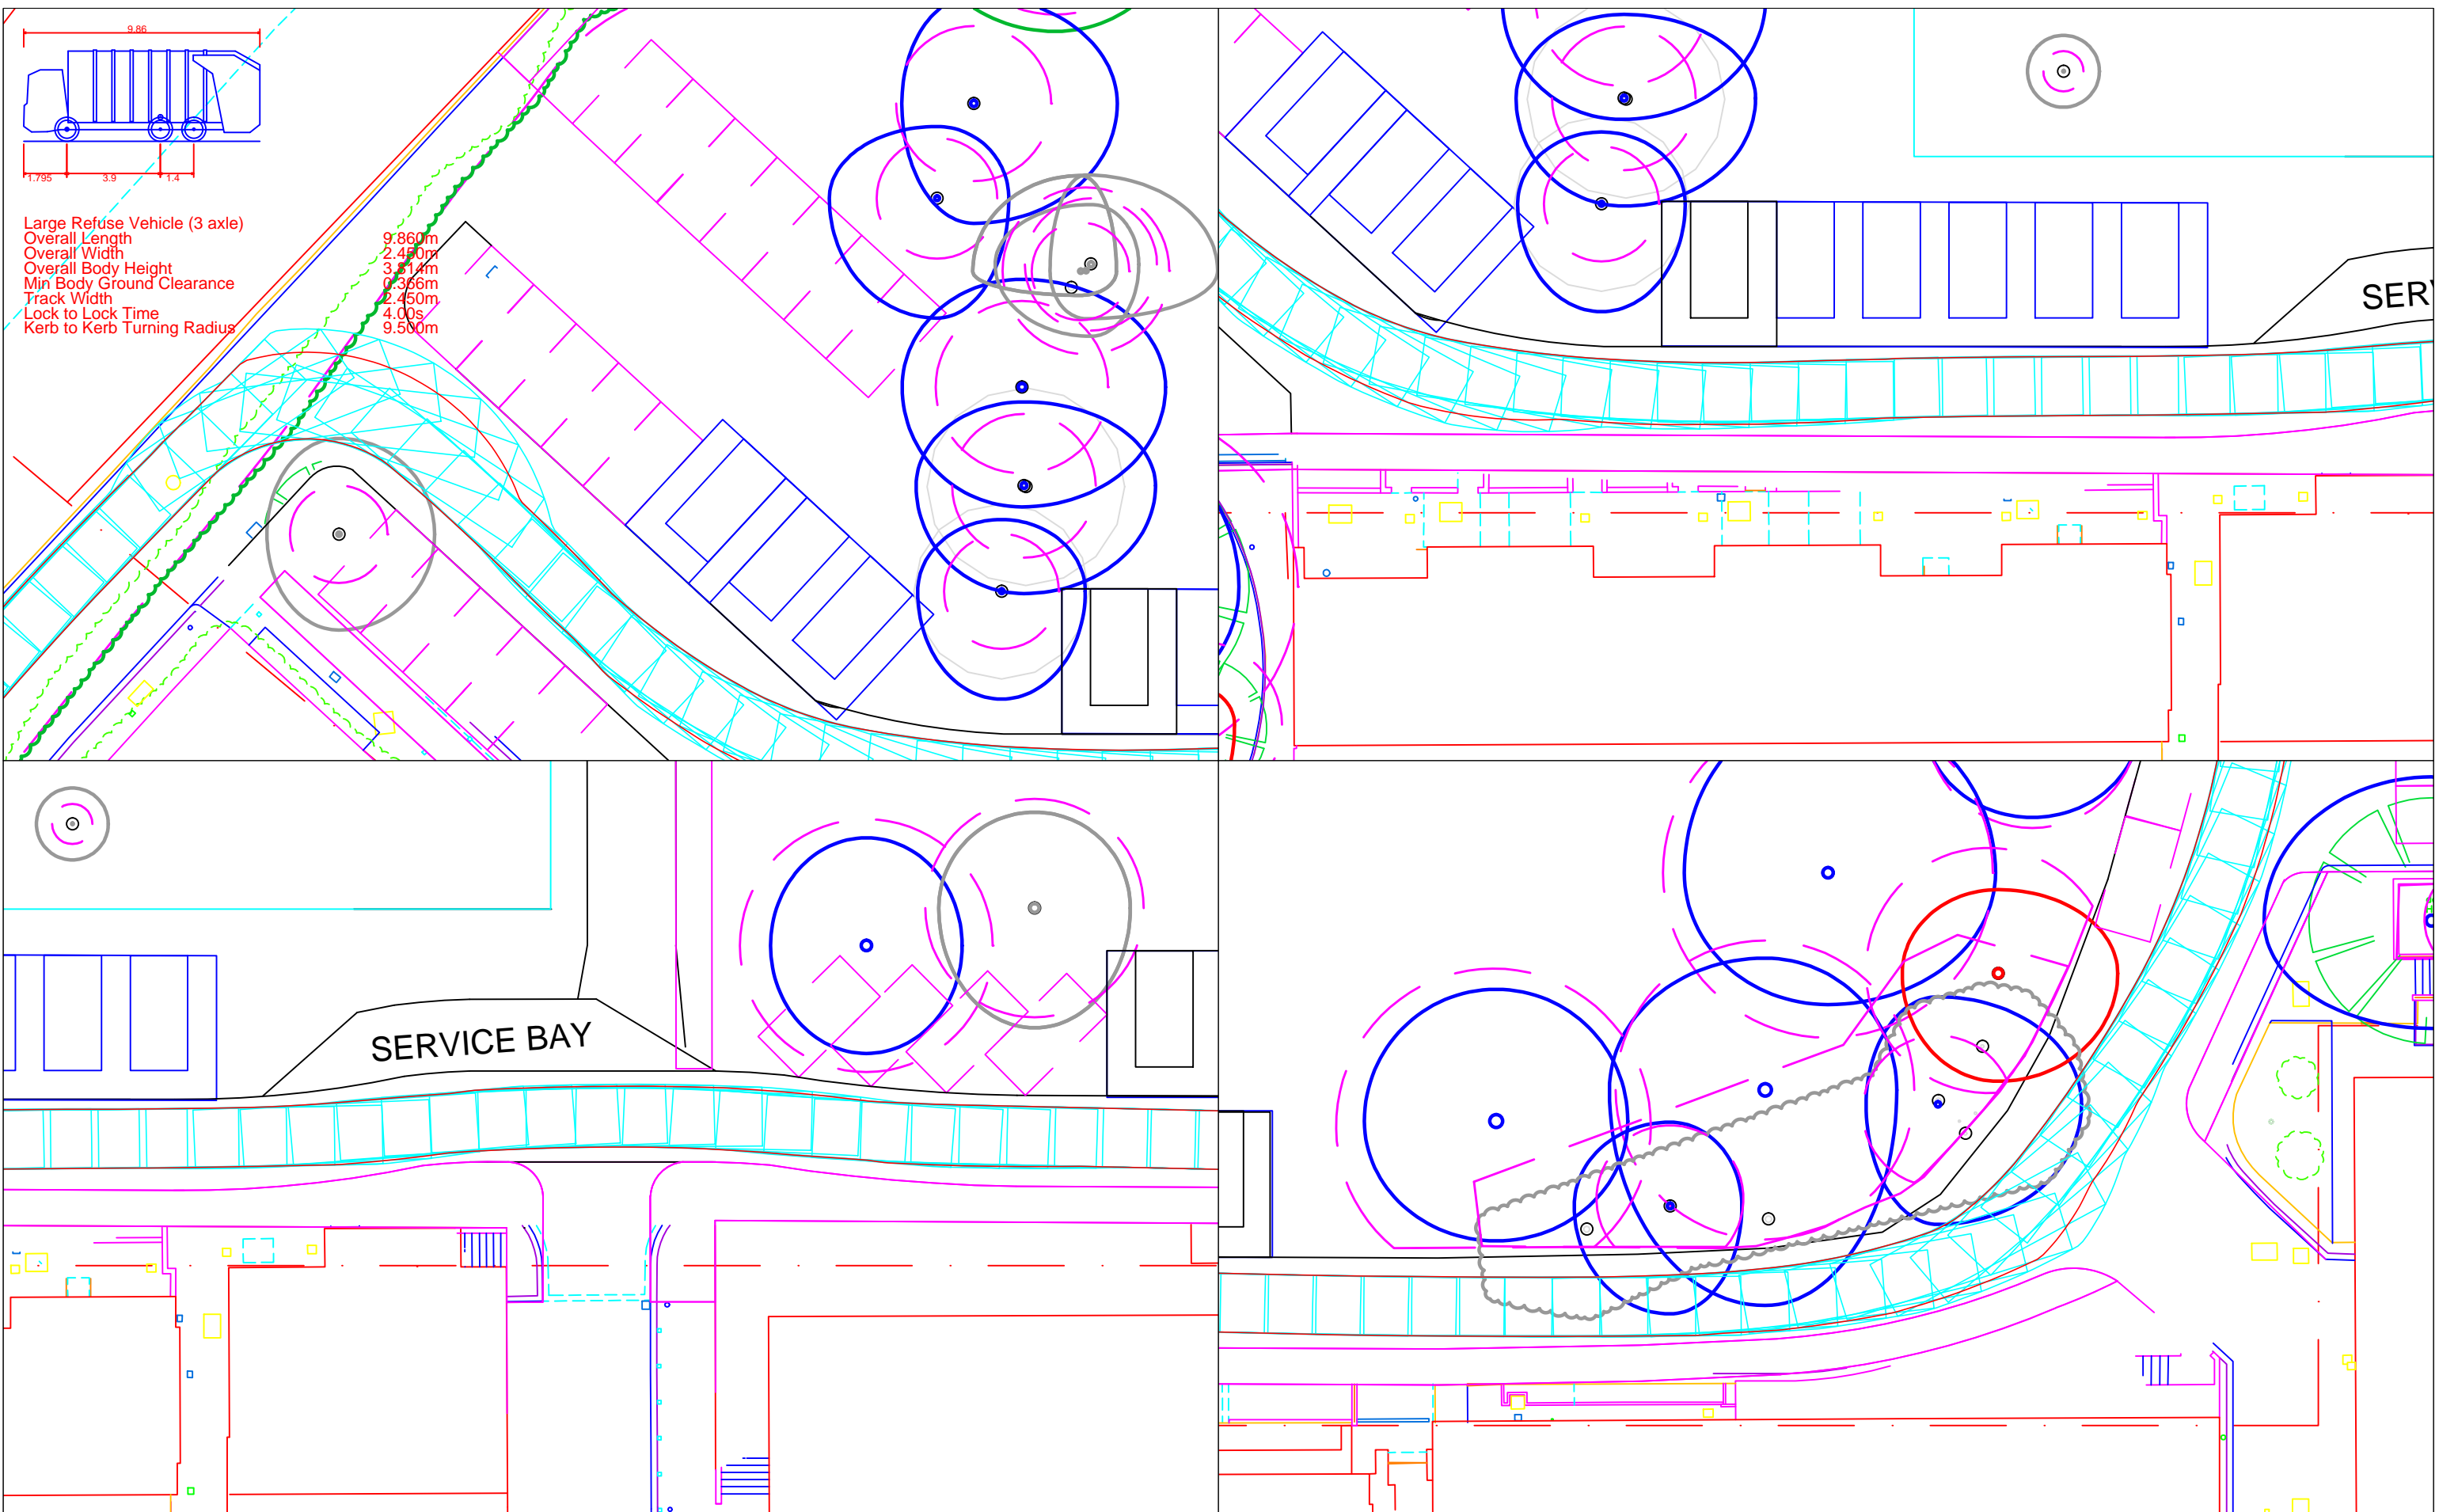 9.86
1.795 3.9 1.4
Large Refuse Vehicle (3 axle)
Overall Length 9.860m
Overall Width 2.450m
Overall Body Height 3.814m
Min Body Ground Clearance 0.366m
Track Width 2.450m
Lock to Lock Time 4.00s
Kerb to Kerb Turning Radius 9.500m
SERV
SERVICE BAY